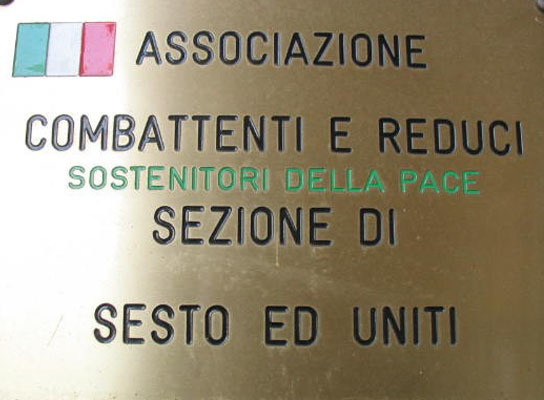 ASSOCIAZIONE
COMBATTENTI E REDUCI
SOSTENITORI DELLA PACE
SEZIONE DI
SESTO ED UNITI